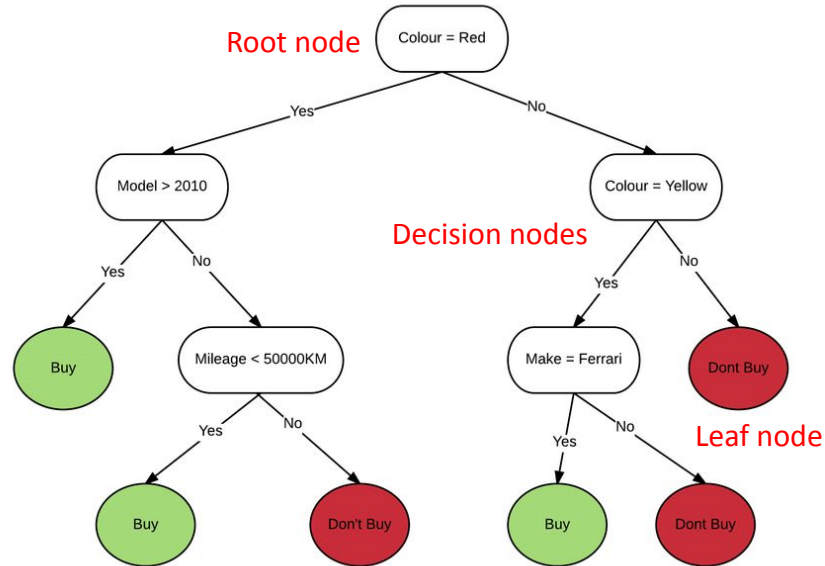 Root node
Colour = Red
Yes
No
Model > 2010
Colour = Yellow
Decision nodes
Yes
No
Yes
No
Buy
Mileage < 50000KM
Make = Ferrari
Dont Buy
Yes
No
Yes
No
Leaf node
Buy
Don't Buy
Buy
Dont Buy